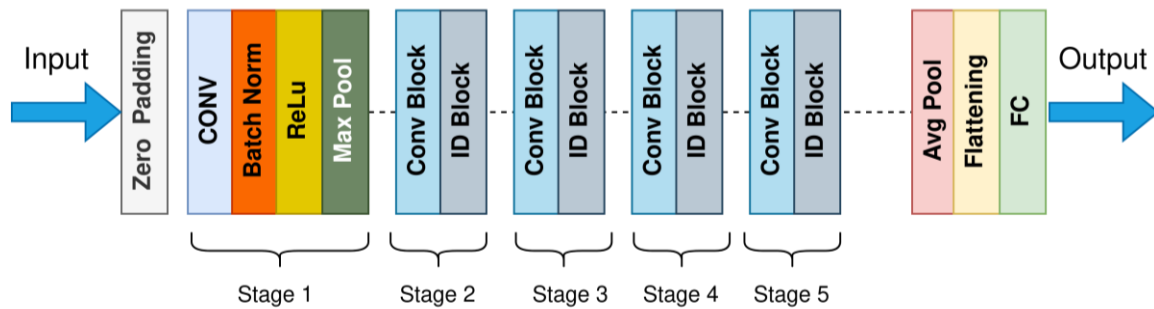 Input
Zero Padding
CONV
Batch Norm
ReLu
Max Pool
Conv Block
ID Block
Conv Block
ID Block
Conv Block
ID Block
Conv Block
ID Block
Avg Pool
Flattening
FC
Output
Stage 1
Stage 2
Stage 3
Stage 4
Stage 5